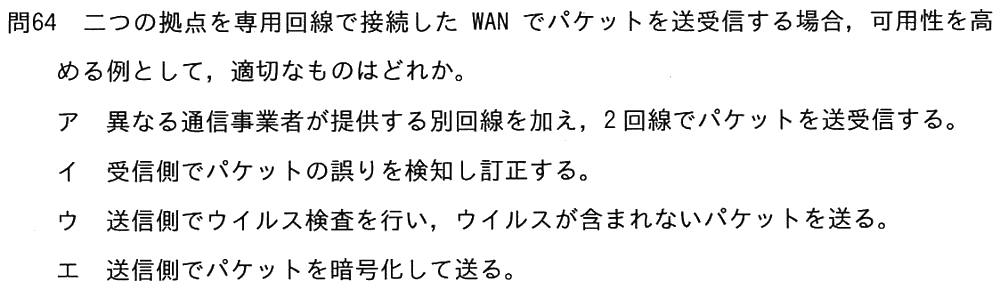 問64 二つの拠点を専用回線で接続した WAN でパケットを送受信する場合，可用性を高
める例として，適切なものはどれか。
ア 異なる通信事業者が提供する別回線を加え，2回線でパケットを送受信する。
イ 受信側でパケットの誤りを検知し訂正する。
ウ 送信側でウイルス検査を行い，ウイルスが含まれないパケットを送る。
エ 送信側でパケットを暗号化して送る。